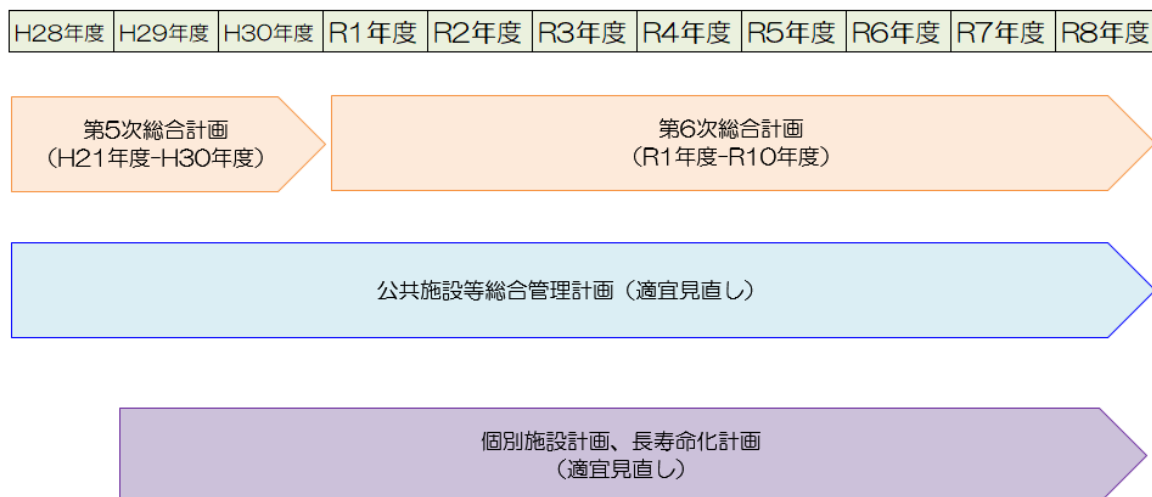 H28年度 H29年度 H30年度 R1年度 R2年度 R3年度 R4年度 R5年度 R6年度 R7年度 R8年度
第5次総合計画
（H21年度-H30年度）
第6次総合計画
（R1年度-R10年度）
公共施設等総合管理計画（適宜見直し）
個別施設計画、長寿命化計画
（適宜見直し）